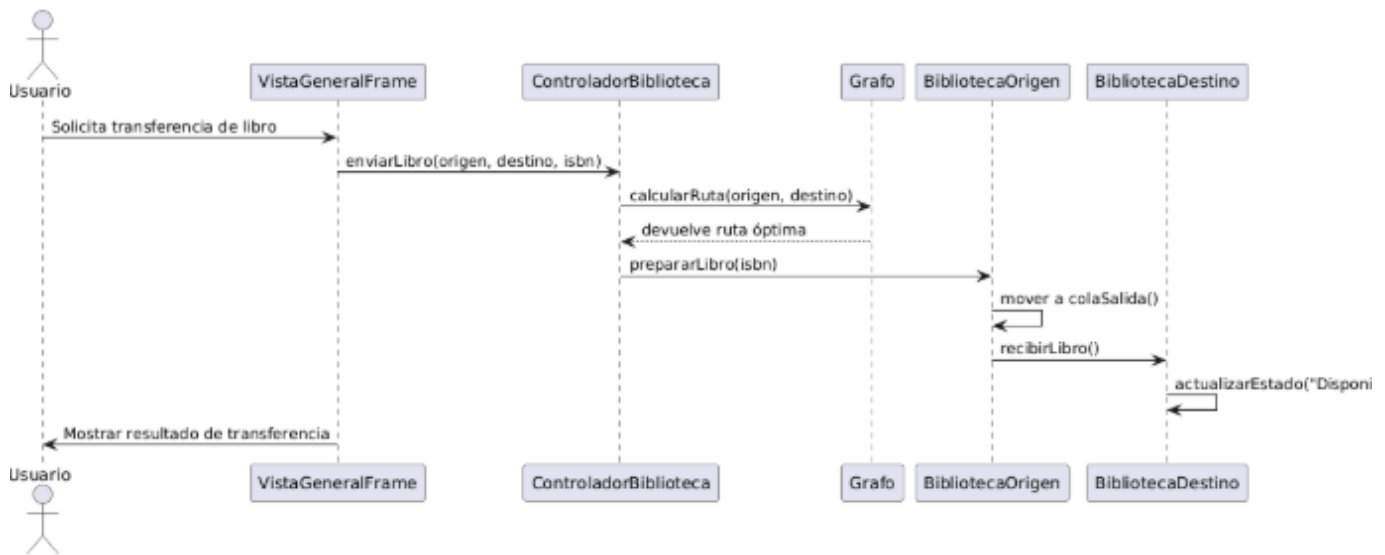 Usuario
VistaGeneralFrame
ControladorBiblioteca
Grafo
BibliotecaOrigen
BibliotecaDestino
Solicita transferencia de libro
enviarLibro(origen, destino, isbn)
calcularRuta(origen, destino)
devuelve ruta óptima
prepararLibro(isbn)
mover a colaSalida()
recibirLibro()
actualizarEstado("Disponi
Mostrar resultado de transferencia
Usuario
VistaGeneralFrame
ControladorBiblioteca
Grafo
BibliotecaOrigen
BibliotecaDestino